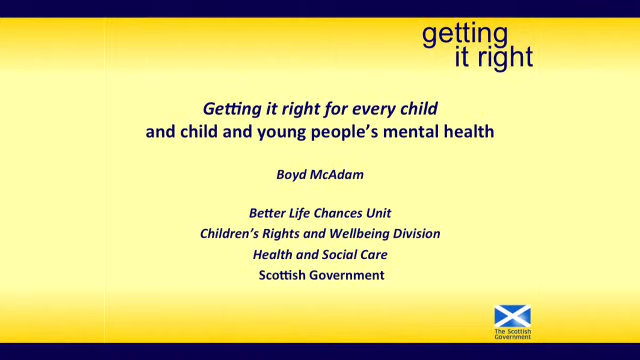 getting
it right
Getting it right for every child
and child and young people's mental health
Boyd McAdam
Better Life Chances Unit
Children's Rights and Wellbeing Division
Health and Social Care
Scottish Government
The Scottish
Government